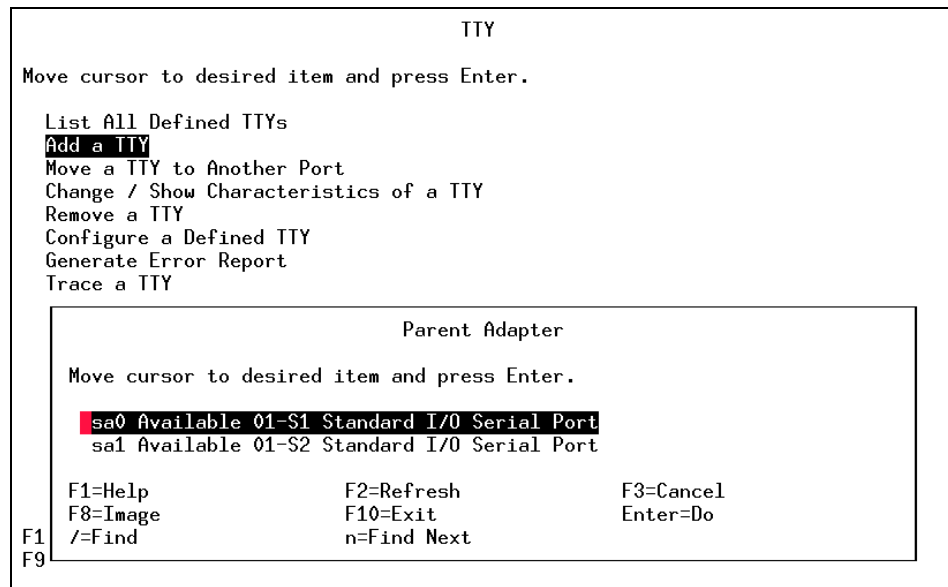 TTY
Move cursor to desired item and press Enter.
List All Defined TTYs
Add a TTY
Move a TTY to Another Port
Change / Show Characteristics of a TTY
Remove a TTY
Configure a Defined TTY
Generate Error Report
Trace a TTY
Parent Adapter
Move cursor to desired item and press Enter.
sa0 Available 01-S1 Standard I/O Serial Port
sa1 Available 01-S2 Standard I/O Serial Port
F1=Help F2=Refresh F3=Cancel
F8=Image F10=Exit Enter=Do
F1 /=Find n=Find Next
F9